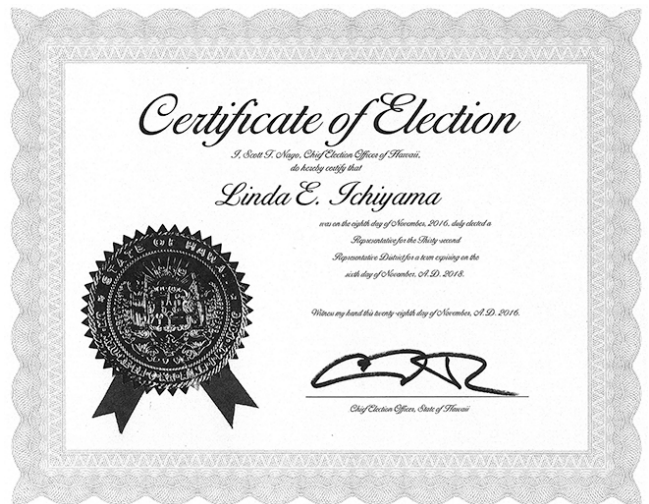 Certificate of Election
I, Scott T. Nago, Chief Election Officer of Hawaii,
do hereby certify that
Linda E. Ichiyama
was on the eighth day of November, 2016, duly elected a
Representative for the Thirty-second
Representative District for a term expiring on the
sixth day of November, A.D. 2018.
Witness my hand this twenty-eighth day of November, A.D. 2016.
Chief Election Officer, State of Hawaii
STATE OF HAWAII